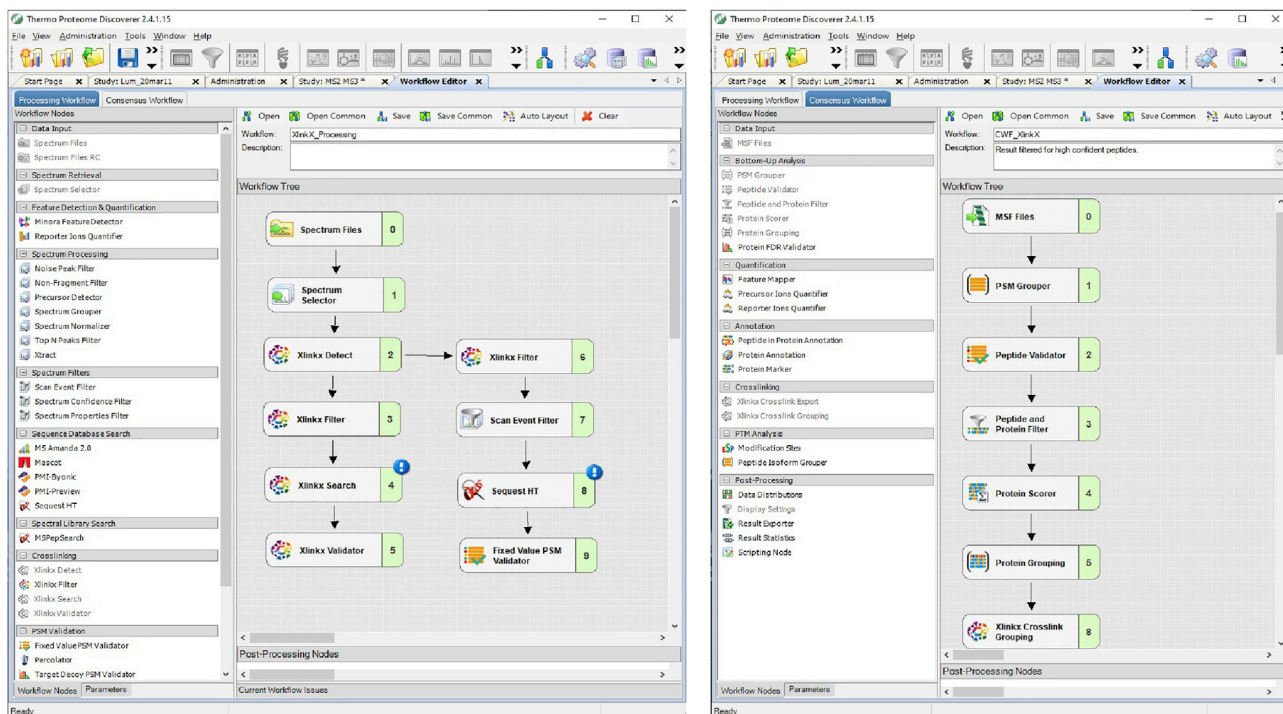 Thermo Proteome Discoverer 2.4.1.15
File View Administration Tools Window Help
Start Page Study: Lum_20mar11 Administration Study: MS2 MS3 * Workflow Editor
Processing Workflow Consensus Workflow
Workflow Nodes
Data Input
Spectrum Files
Spectrum Files RC
Spectrum Retrieval
Spectrum Selector
Feature Detection & Quantification
Minora Feature Detector
Reporter Ions Quantifier
Spectrum Processing
Noise Peak Filter
Non-Fragment Filter
Precursor Detector
Spectrum Grouper
Spectrum Normalizer
Top N Peaks Filter
Xtract
Spectrum Filters
Scan Event Filter
Spectrum Confidence Filter
Spectrum Properties Filter
Sequence Database Search
MS Amanda 2.0
Mascot
PMI-Byonic
PMI-Preview
Sequest HT
Spectral Library Search
MSPepSearch
Crosslinking
Xlinkx Detect
Xlinkx Filter
Xlinkx Search
Xlinkx Validator
PSM Validation
Fixed Value PSM Validator
Percolator
Target Decoy PSM Validator
Workflow Nodes Parameters
Ready
Open Open Common Save Save Common Auto Layout Clear
Workflow: XlinkX_Processing
Description:
Workflow Tree
Spectrum Files 0
Spectrum Selector 1
Xlinkx Detect 2
Xlinkx Filter 3
Xlinkx Search 4
Xlinkx Validator 5
Xlinkx Filter 6
Scan Event Filter 7
Sequest HT 8
Fixed Value PSM Validator 9
Post-Processing Nodes
Current Workflow Issues
Thermo Proteome Discoverer 2.4.1.15
File View Administration Tools Window Help
Start Page Study: Lum_20mar11 Administration Study: MS2 MS3 * Workflow Editor
Processing Workflow Consensus Workflow
Workflow Nodes
Data Input
MSF Files
Bottom-Up Analysis
PSM Grouper
Peptide Validator
Peptide and Protein Filter
Protein Scorer
Protein Grouping
Protein FDR Validator
Quantification
Feature Mapper
Precursor Ions Quantifier
Reporter Ions Quantifier
Annotation
Peptide in Protein Annotation
Protein Annotation
Protein Marker
Crosslinking
Xlinkx Crosslink Export
Xlinkx Crosslink Grouping
PTM Analysis
Modification Sites
Peptide Isoform Grouper
Post-Processing
Data Distributions
Display Settings
Result Exporter
Result Statistics
Scripting Node
Workflow Nodes Parameters
Ready
Open Open Common Save Save Common Auto Layout
Workflow: CWF_XlinkX
Description: Result filtered for high confident peptides.
Workflow Tree
MSF Files 0
PSM Grouper 1
Peptide Validator 2
Peptide and Protein Filter 3
Protein Scorer 4
Protein Grouping 5
Xlinkx Crosslink Grouping 8
Post-Processing Nodes